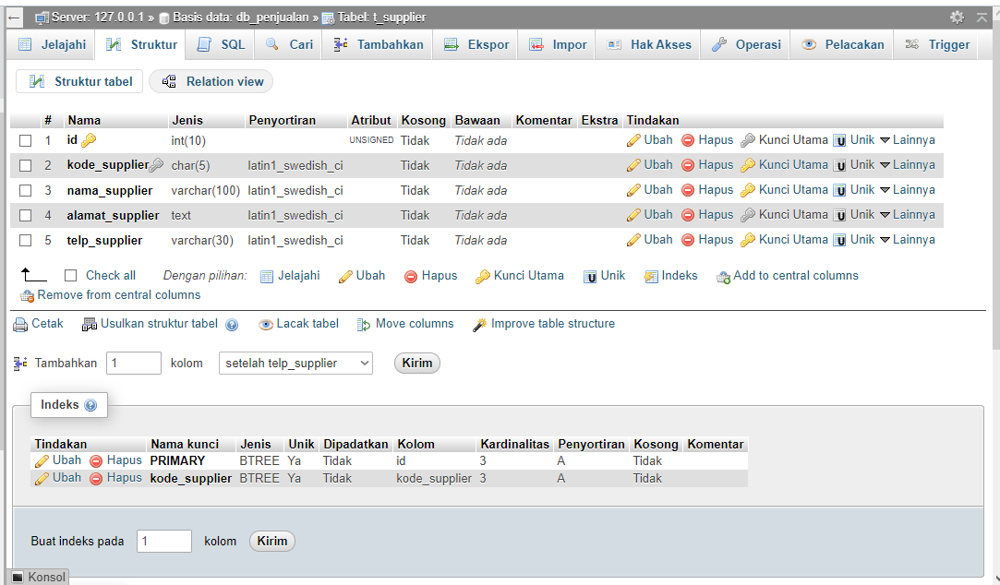 Server: 127.0.0.1 » Basis data: db_penjualan » Tabel: t_supplier
Jelajahi Struktur SQL Cari Tambahkan Ekspor Impor Hak Akses Operasi Pelacakan Trigger
Struktur tabel Relation view
# Nama Jenis Penyortiran Atribut Kosong Bawaan Komentar Ekstra Tindakan
1 id int(10) UNSIGNED Tidak Tidak ada Ubah Hapus Kunci Utama Unik Lainnya
2 kode_supplier char(5) latin1_swedish_ci Tidak Tidak ada Ubah Hapus Kunci Utama Unik Lainnya
3 nama_supplier varchar(100) latin1_swedish_ci Tidak Tidak ada Ubah Hapus Kunci Utama Unik Lainnya
4 alamat_supplier text latin1_swedish_ci Tidak Tidak ada Ubah Hapus Kunci Utama Unik Lainnya
5 telp_supplier varchar(30) latin1_swedish_ci Tidak Tidak ada Ubah Hapus Kunci Utama Unik Lainnya
Check all Dengan pilihan: Jelajahi Ubah Hapus Kunci Utama Unik Indeks Add to central columns
Remove from central columns
Cetak Usulkan struktur tabel Lacak tabel Move columns Improve table structure
Tambahkan 1 kolom setelah telp_supplier Kirim
Indeks
Tindakan Nama kunci Jenis Unik Dipadatkan Kolom Kardinalitas Penyortiran Kosong Komentar
Ubah Hapus PRIMARY BTREE Ya Tidak id 3 A Tidak
Ubah Hapus kode_supplier BTREE Ya Tidak kode_supplier 3 A Tidak
Buat indeks pada 1 kolom Kirim
Konsol